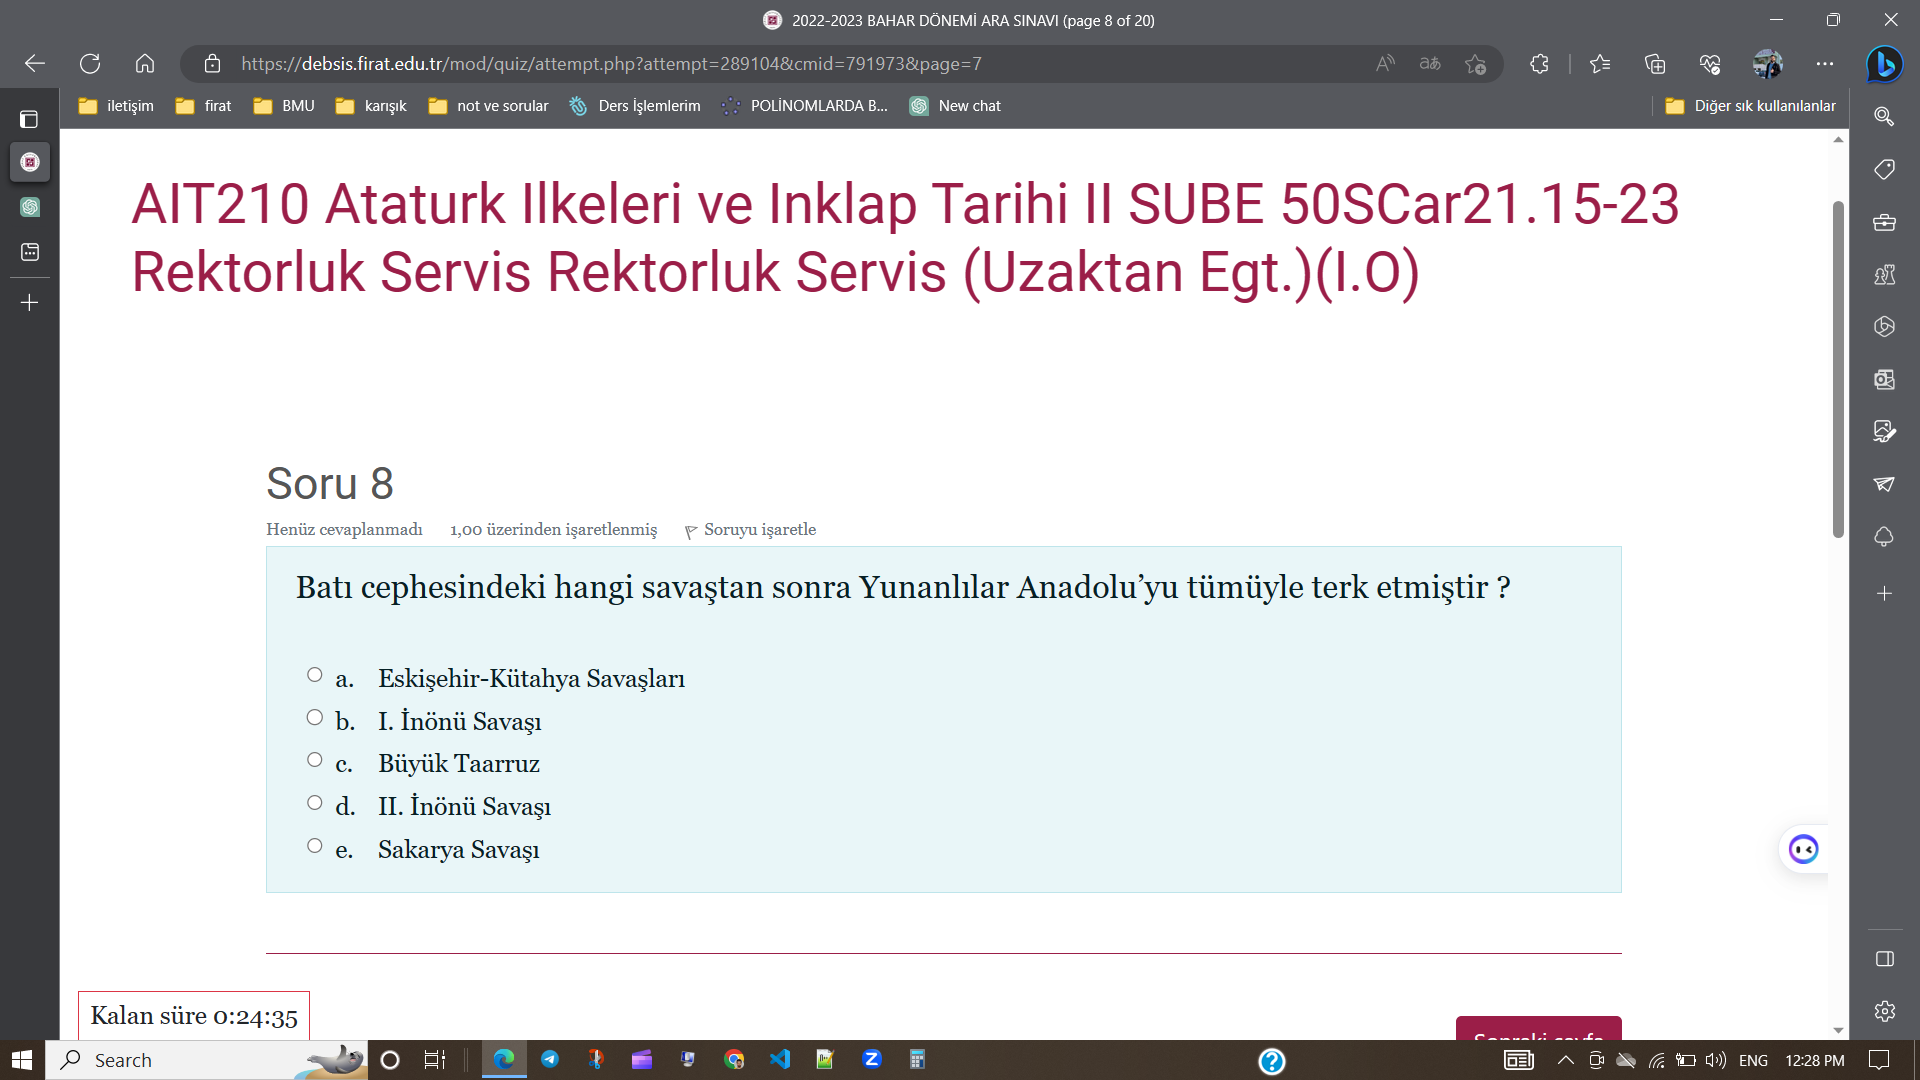 2022-2023 BAHAR DÖNEMİ ARA SINAVI (page 8 of 20)
https://debsis.firat.edu.tr/mod/quiz/attempt.php?attempt=289104&cmid=791973&page=7
iletişim firat BMU karışık not ve sorular Ders İşlemlerim POLİNOMLARDA B... New chat Diğer sık kullanılanlar
AIT210 Ataturk Ilkeleri ve Inklap Tarihi II SUBE 50SCar21.15-23
Rektorluk Servis Rektorluk Servis (Uzaktan Egt.)(I.O)
Soru 8
Henüz cevaplanmadı 1,00 üzerinden işaretlenmiş Soruyu işaretle
Batı cephesindeki hangi savaştan sonra Yunanlılar Anadolu’yu tümüyle terk etmiştir ?
a. Eskişehir-Kütahya Savaşları
b. I. İnönü Savaşı
c. Büyük Taarruz
d. II. İnönü Savaşı
e. Sakarya Savaşı
Kalan süre 0:24:35
Sonraki sayfa
Search
ENG 12:28 PM